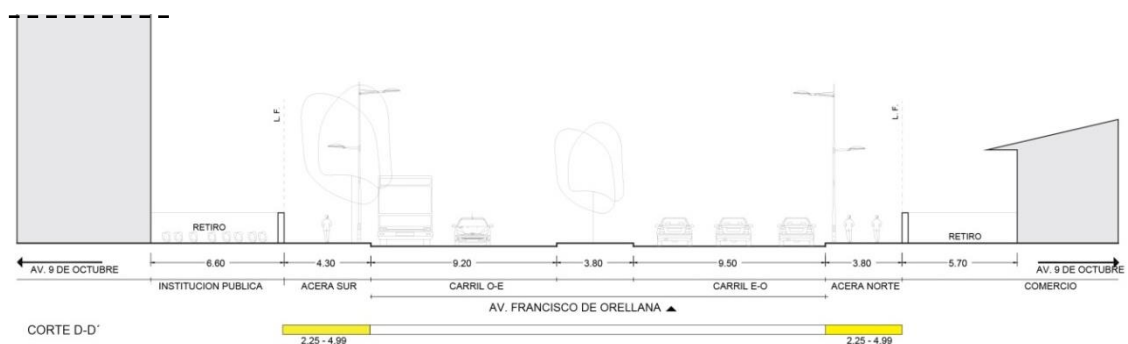 L. F.
L. F.
RETIRO
RETIRO
AV. 9 DE OCTUBRE
6.60
4.30
9.20
3.80
9.50
3.80
5.70
AV. 9 DE OCTUBRE
INSTITUCION PUBLICA
ACERA SUR
CARRIL O-E
CARRIL E-O
ACERA NORTE
COMERCIO
AV. FRANCISCO DE ORELLANA
CORTE D-D´
2.25 - 4.99
2.25 - 4.99